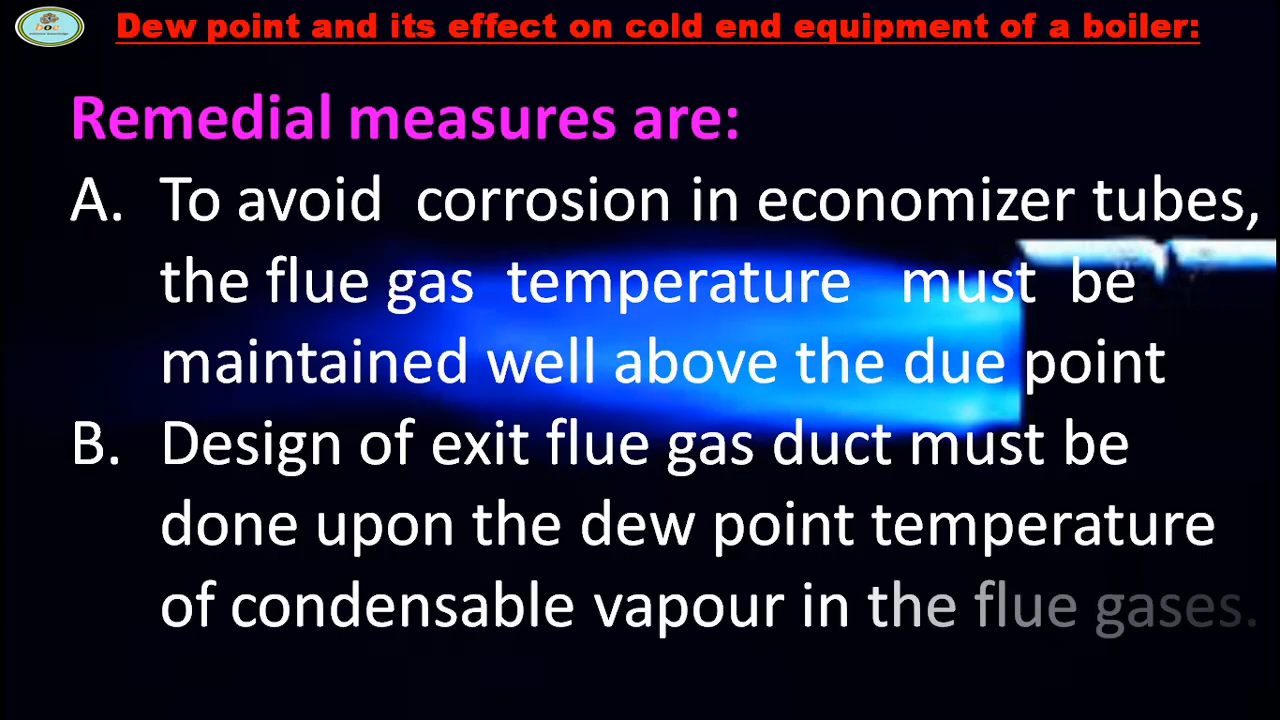 Dew point and its effect on cold end equipment of a boiler:
Remedial measures are:
A. To avoid corrosion in economizer tubes,
the flue gas temperature must be
maintained well above the due point
B. Design of exit flue gas duct must be
done upon the dew point temperature
of condensable vapour in the flue gases.